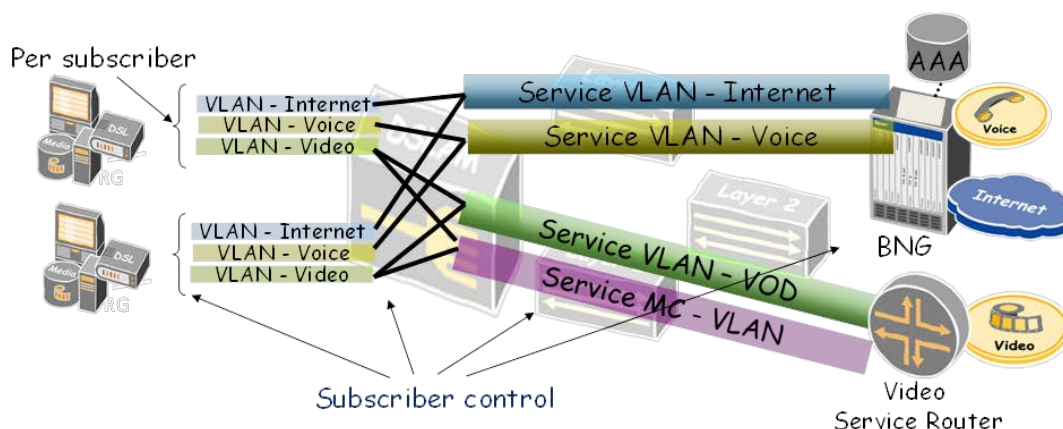 Per subscriber
VLAN - Internet
VLAN - Voice
VLAN - Video
DSL
Media
RG
VLAN - Internet
VLAN - Voice
VLAN - Video
DSL
Media
RG
Service VLAN - Internet
Service VLAN - Voice
Service VLAN - VOD
Service MC - VLAN
Layer 2
AAA
Voice
Internet
BNG
Video
Video
Service Router
Subscriber control